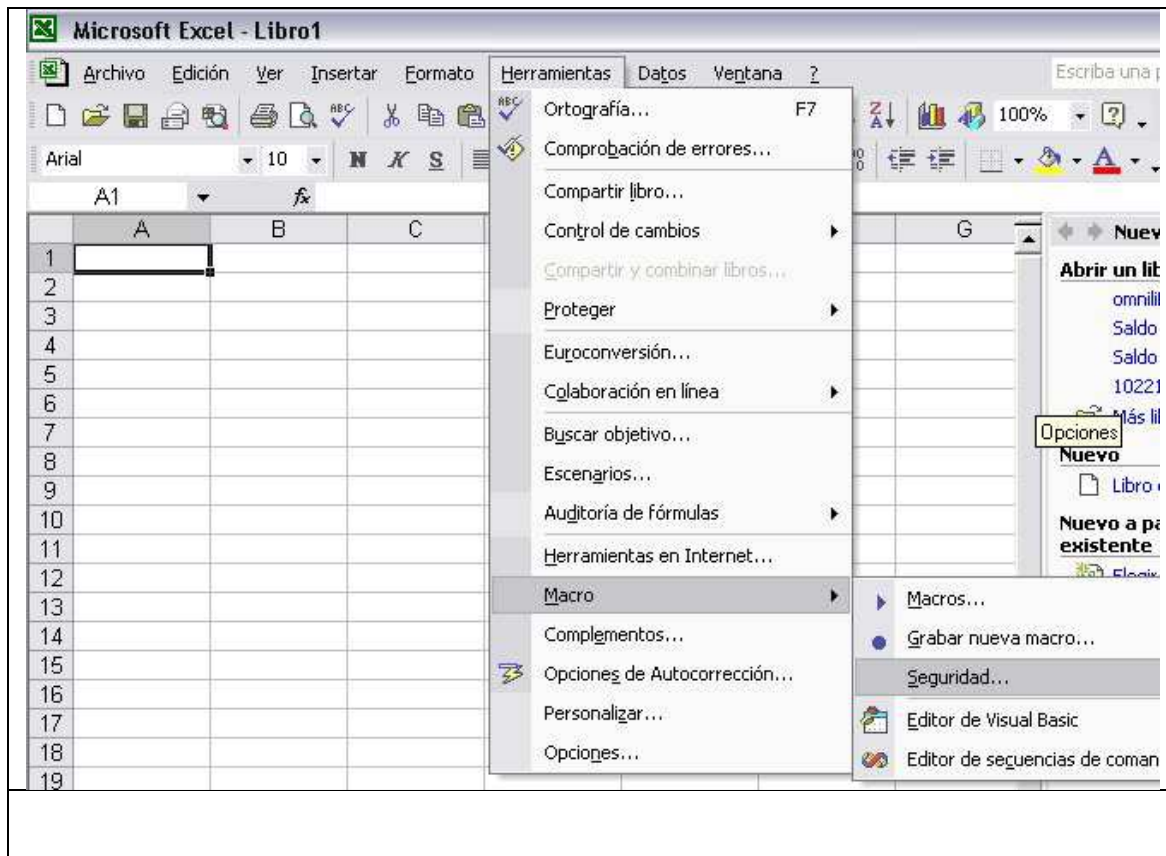 Microsoft Excel - Libro1
Archivo Edición Ver Insertar Formato Herramientas Datos Ventana ? Escriba una
100%
Arial 10 N K S
A1 fx
A B C G
1
2
3
4
5
6
7
8
9
10
11
12
13
14
15
16
17
18
19
Ortografía... F7
Comprobación de errores...
Compartir libro...
Control de cambios
Compartir y combinar libros...
Proteger
Euroconversión...
Colaboración en línea
Buscar objetivo...
Escenarios...
Auditoría de fórmulas
Herramientas en Internet...
Macro
Complementos...
Opciones de Autocorrección...
Personalizar...
Opciones...
Macros...
Grabar nueva macro...
Seguridad...
Editor de Visual Basic
Editor de secuencias de coman
Nuev
Abrir un lib
omnili
Saldo
Saldo
10221
Más li
Opciones
Nuevo
Libro
Nuevo a pa
existente